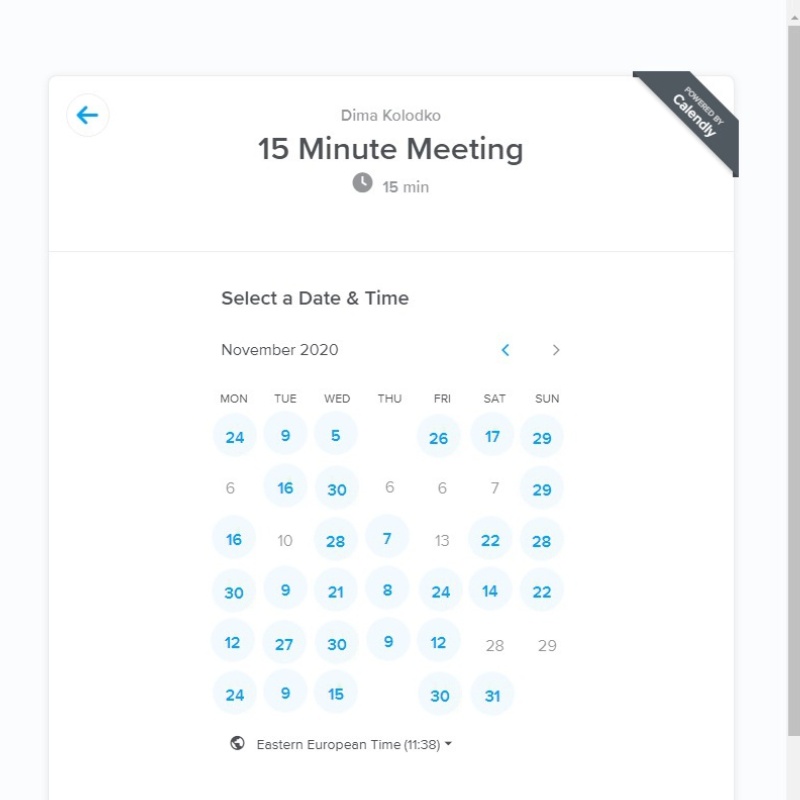 POWERED BY
Calendly
Dima Kolodko
15 Minute Meeting
15 min
Select a Date & Time
November 2020
MON TUE WED THU FRI SAT SUN
24 9 5 26 17 29
6 16 30 6 6 7 29
16 10 28 7 13 22 28
30 9 21 8 24 14 22
12 27 30 9 12 28 29
24 9 15 30 31
Eastern European Time (11:38)